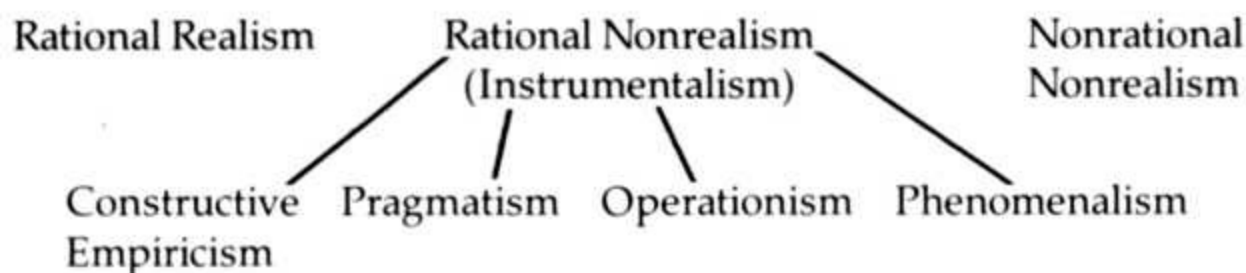 Rational Realism
Rational Nonrealism
(Instrumentalism)
Nonrational
Nonrealism
Constructive
Empiricism
Pragmatism
Operationism
Phenomenalism